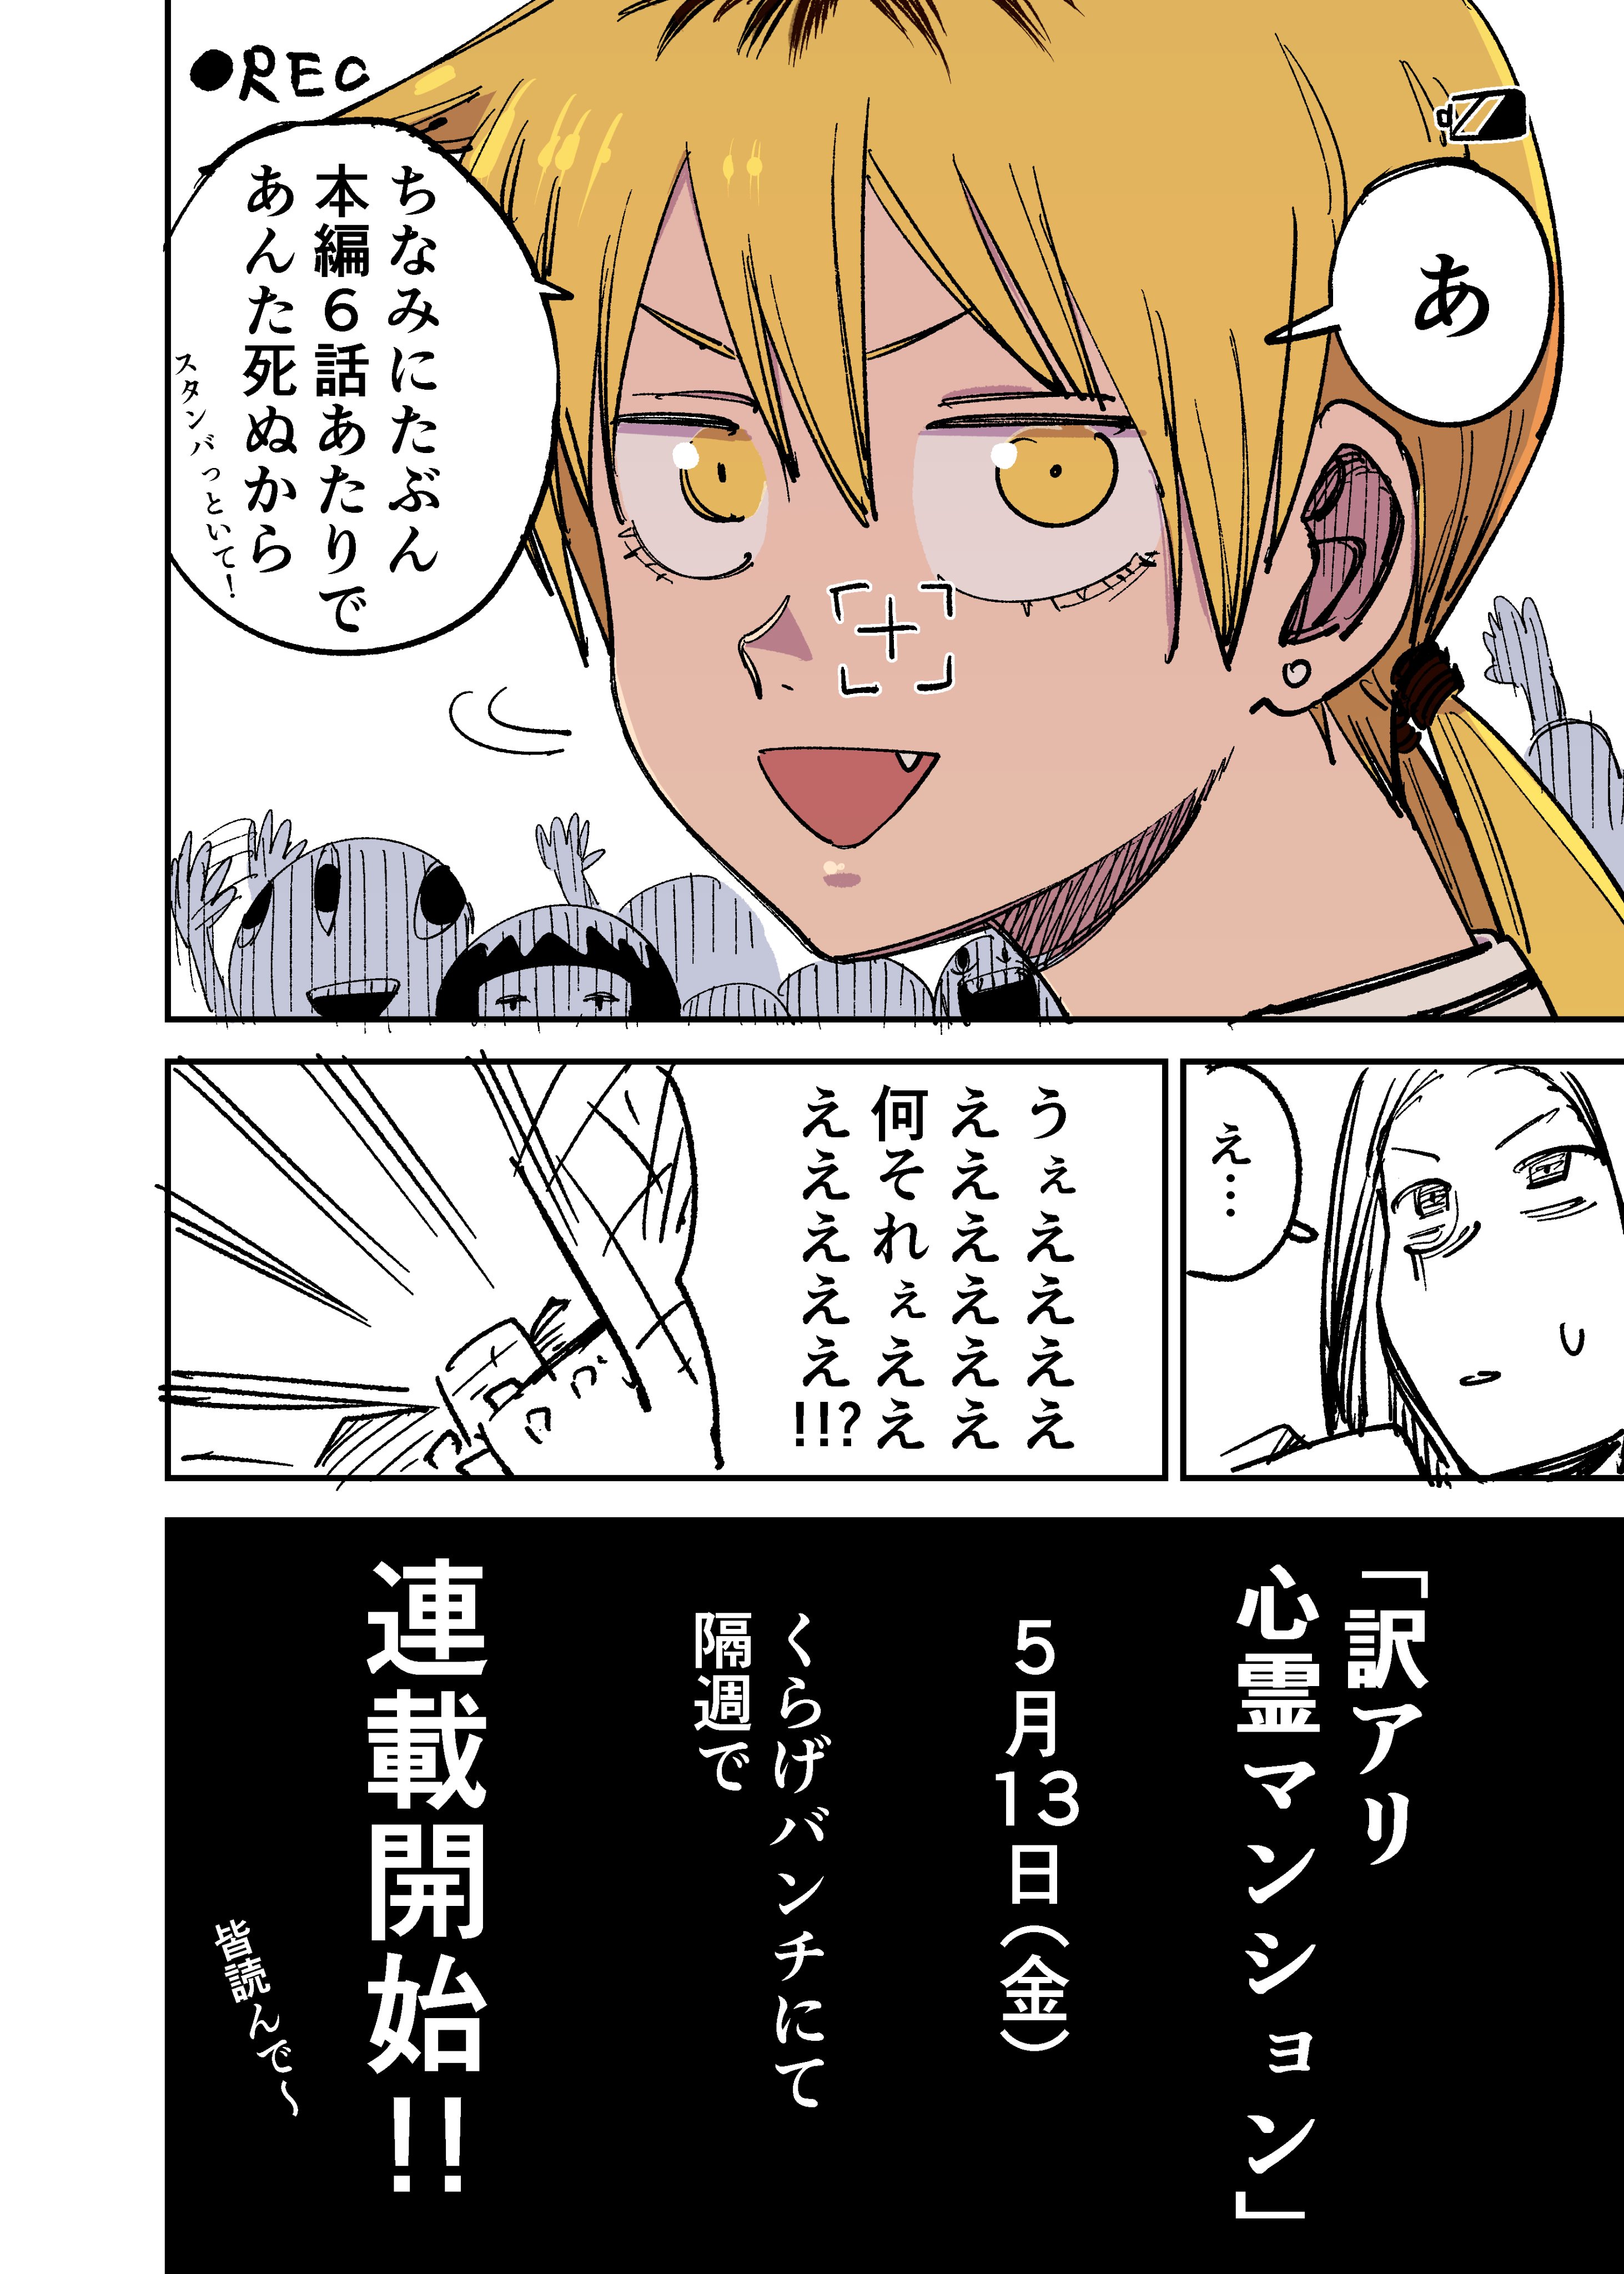 ●REC
あ
ちなみにたぶん
本編6話あたりで
あんた死ぬから
スタンバっといて!
え…
うぇええええ
ええええええ
何それぇええ
えええええ!!?
「訳アリ
心霊マンション」
5月13日(金)
くらげバンチにて
隔週で
連載開始!!
皆読んで~